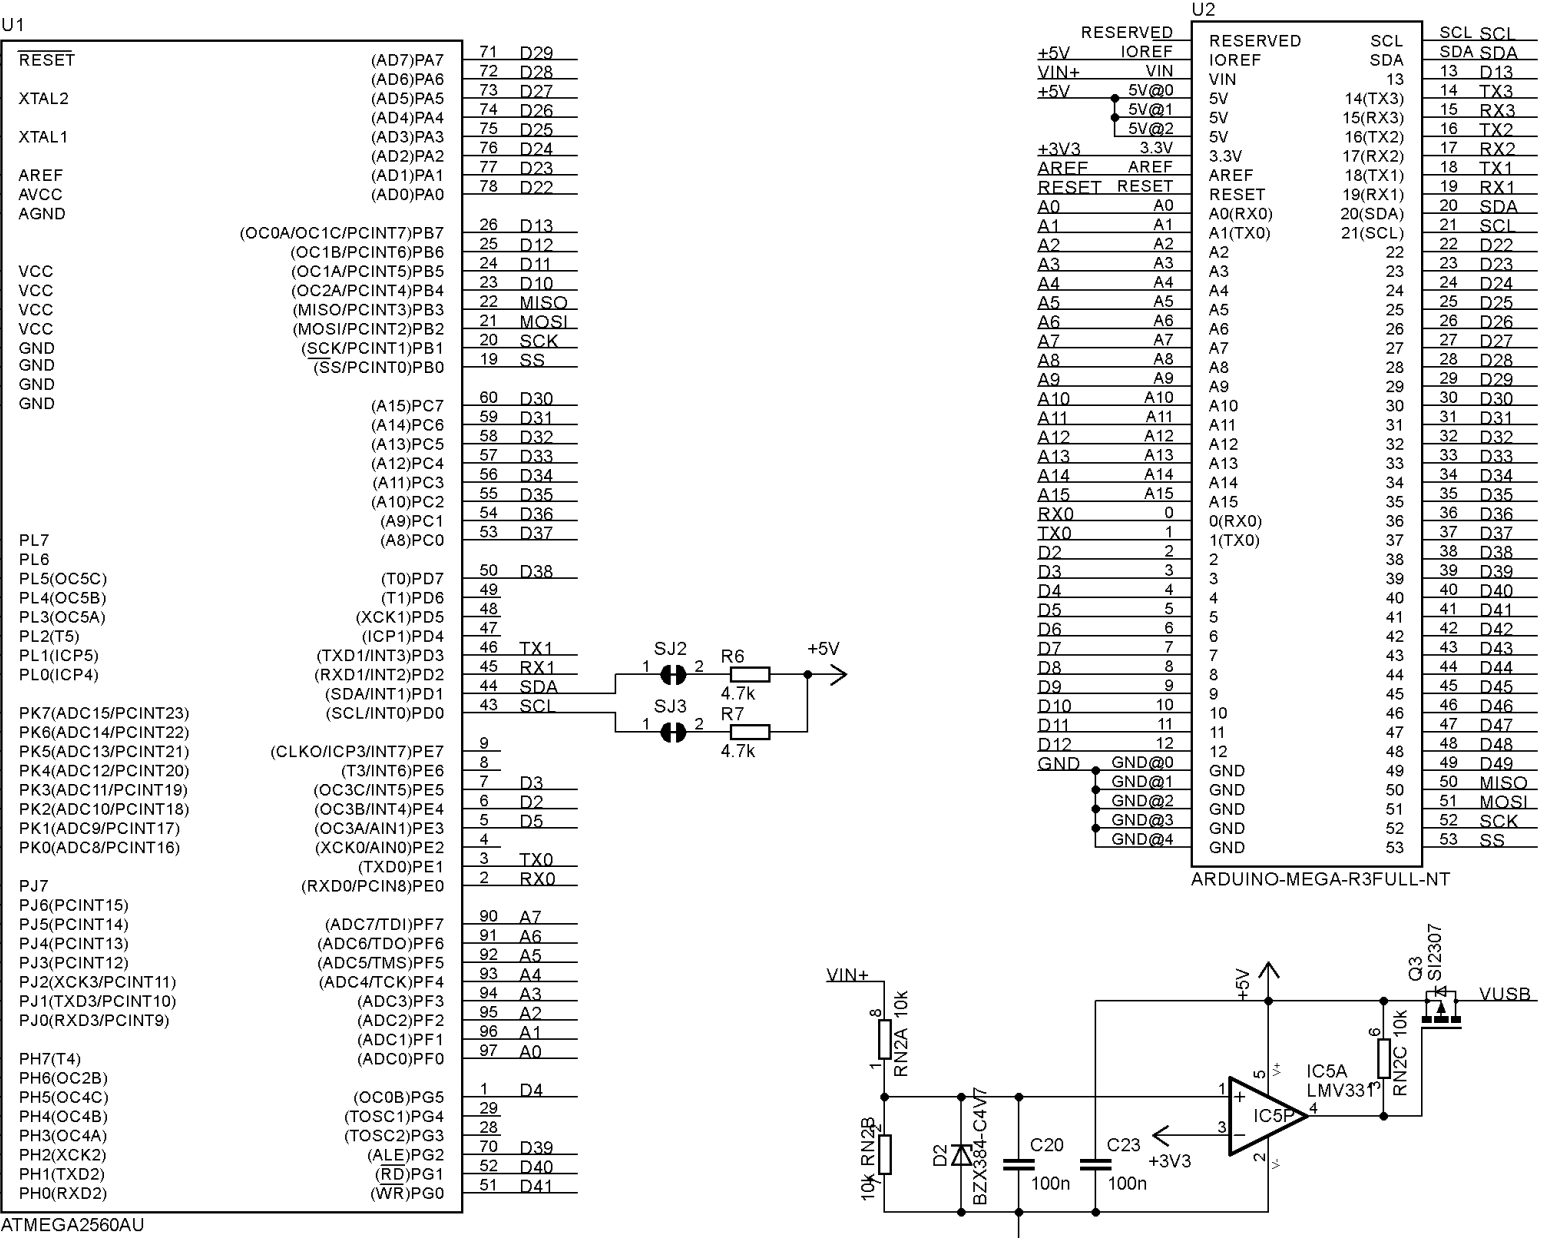 U1
RESET
XTAL2
XTAL1
AREF
AVCC
AGND
VCC
VCC
VCC
VCC
GND
GND
GND
GND
PL7
PL6
PL5(OC5C)
PL4(OC5B)
PL3(OC5A)
PL2(T5)
PL1(ICP5)
PL0(ICP4)
PK7(ADC15/PCINT23)
PK6(ADC14/PCINT22)
PK5(ADC13/PCINT21)
PK4(ADC12/PCINT20)
PK3(ADC11/PCINT19)
PK2(ADC10/PCINT18)
PK1(ADC9/PCINT17)
PK0(ADC8/PCINT16)
PJ7
PJ6(PCINT15)
PJ5(PCINT14)
PJ4(PCINT13)
PJ3(PCINT12)
PJ2(XCK3/PCINT11)
PJ1(TXD3/PCINT10)
PJ0(RXD3/PCINT9)
PH7(T4)
PH6(OC2B)
PH5(OC4C)
PH4(OC4B)
PH3(OC4A)
PH2(XCK2)
PH1(TXD2)
PH0(RXD2)
(AD7)PA7 71 D29
(AD6)PA6 72 D28
(AD5)PA5 73 D27
(AD4)PA4 74 D26
(AD3)PA3 75 D25
(AD2)PA2 76 D24
(AD1)PA1 77 D23
(AD0)PA0 78 D22
(OC0A/OC1C/PCINT7)PB7 26 D13
(OC1B/PCINT6)PB6 25 D12
(OC1A/PCINT5)PB5 24 D11
(OC2A/PCINT4)PB4 23 D10
(MISO/PCINT3)PB3 22 MISO
(MOSI/PCINT2)PB2 21 MOSI
(SCK/PCINT1)PB1 20 SCK
(SS/PCINT0)PB0 19 SS
(A15)PC7 60 D30
(A14)PC6 59 D31
(A13)PC5 58 D32
(A12)PC4 57 D33
(A11)PC3 56 D34
(A10)PC2 55 D35
(A9)PC1 54 D36
(A8)PC0 53 D37
(T0)PD7 50 D38
(T1)PD6 49
(XCK1)PD5 48
(ICP1)PD4 47
(TXD1/INT3)PD3 46 TX1
(RXD1/INT2)PD2 45 RX1
(SDA/INT1)PD1 44 SDA
(SCL/INT0)PD0 43 SCL
(CLKO/ICP3/INT7)PE7 9
(T3/INT6)PE6 8
(OC3C/INT5)PE5 7 D3
(OC3B/INT4)PE4 6 D2
(OC3A/AIN1)PE3 5 D5
(XCK0/AIN0)PE2 4
(TXD0)PE1 3 TX0
(RXD0/PCIN8)PE0 2 RX0
(ADC7/TDI)PF7 90 A7
(ADC6/TDO)PF6 91 A6
(ADC5/TMS)PF5 92 A5
(ADC4/TCK)PF4 93 A4
(ADC3)PF3 94 A3
(ADC2)PF2 95 A2
(ADC1)PF1 96 A1
(ADC0)PF0 97 A0
(OC0B)PG5 1 D4
(TOSC1)PG4 29
(TOSC2)PG3 28
(ALE)PG2 70 D39
(RD)PG1 52 D40
(WR)PG0 51 D41
ATMEGA2560AU
SJ2
1 2
R6
4.7k
+5V
SJ3
1 2
R7
4.7k
U2
RESERVED RESERVED
+5V IOREF IOREF
VIN+ VIN VIN
+5V 5V@0 5V
5V@1 5V
5V@2 5V
+3V3 3.3V 3.3V
AREF AREF AREF
RESET RESET RESET
A0 A0 A0(RX0)
A1 A1 A1(TX0)
A2 A2 A2
A3 A3 A3
A4 A4 A4
A5 A5 A5
A6 A6 A6
A7 A7 A7
A8 A8 A8
A9 A9 A9
A10 A10 A10
A11 A11 A11
A12 A12 A12
A13 A13 A13
A14 A14 A14
A15 A15 A15
RX0 0 0(RX0)
TX0 1 1(TX0)
D2 2 2
D3 3 3
D4 4 4
D5 5 5
D6 6 6
D7 7 7
D8 8 8
D9 9 9
D10 10 10
D11 11 11
D12 12 12
GND GND@0 GND
GND@1 GND
GND@2 GND
GND@3 GND
GND@4 GND
SCL SCL SCL
SDA SDA SDA
13 13 D13
14(TX3) 14 TX3
15(RX3) 15 RX3
16(TX2) 16 TX2
17(RX2) 17 RX2
18(TX1) 18 TX1
19(RX1) 19 RX1
20(SDA) 20 SDA
21(SCL) 21 SCL
22 22 D22
23 23 D23
24 24 D24
25 25 D25
26 26 D26
27 27 D27
28 28 D28
29 29 D29
30 30 D30
31 31 D31
32 32 D32
33 33 D33
34 34 D34
35 35 D35
36 36 D36
37 37 D37
38 38 D38
39 39 D39
40 40 D40
41 41 D41
42 42 D42
43 43 D43
44 44 D44
45 45 D45
46 46 D46
47 47 D47
48 48 D48
49 49 D49
50 50 MISO
51 51 MOSI
52 52 SCK
53 53 SS
ARDUINO-MEGA-R3FULL-NT
VIN+
8
1
RN2A 10k
2
7
10k RN2B
D2
BZX384-C4V7
C20
100n
C23
100n
+5V
+3V3
1
3
+
−
5
V+
2
V-
4
IC5P
IC5A
LMV331
6
3
RN2C 10k
Q3
SI2307
VUSB